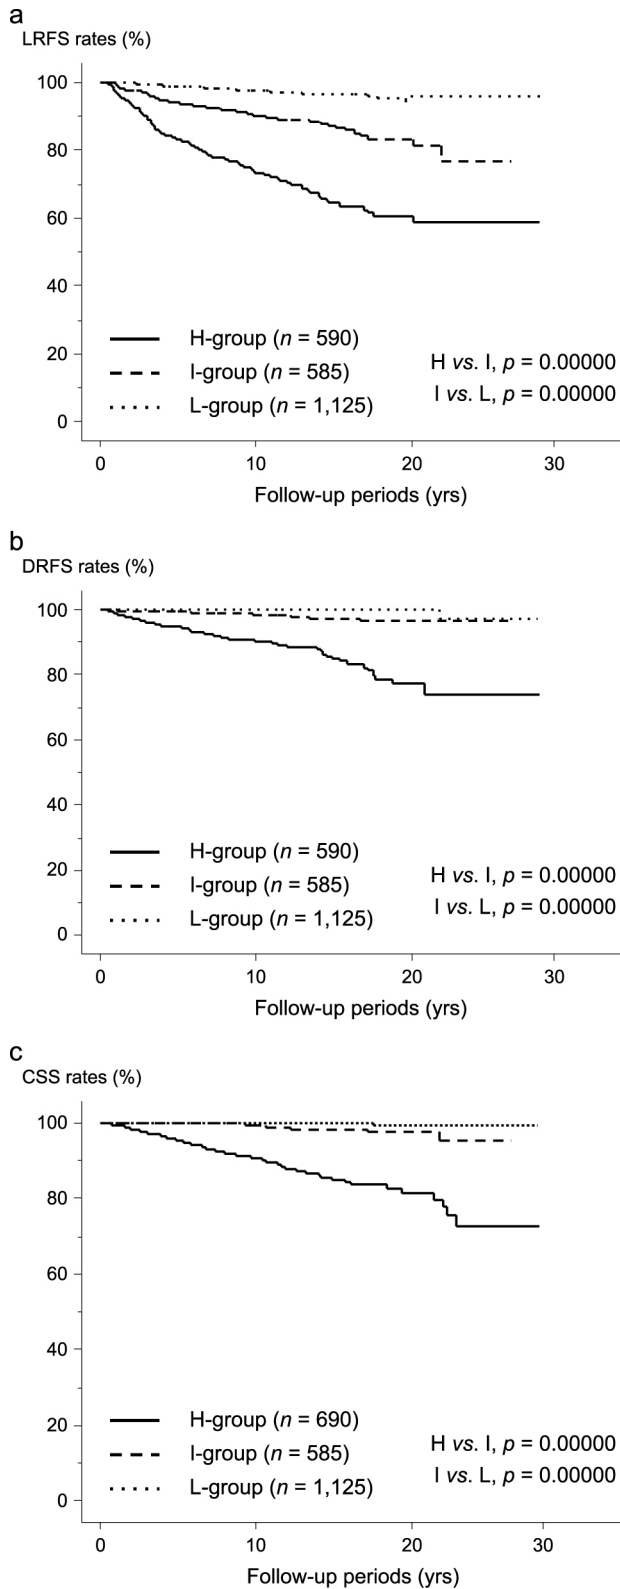 a
LRFS rates (%)
100
80
60
40
20
0
H-group (n = 590)
I-group (n = 585)
L-group (n = 1,125)
H vs. I, p = 0.00000
I vs. L, p = 0.00000
0 10 20 30
Follow-up periods (yrs)
b
DRFS rates (%)
100
80
60
40
20
0
H-group (n = 590)
I-group (n = 585)
L-group (n = 1,125)
H vs. I, p = 0.00000
I vs. L, p = 0.00000
0 10 20 30
Follow-up periods (yrs)
c
CSS rates (%)
100
80
60
40
20
0
H-group (n = 690)
I-group (n = 585)
L-group (n = 1,125)
H vs. I, p = 0.00000
I vs. L, p = 0.00000
0 10 20 30
Follow-up periods (yrs)